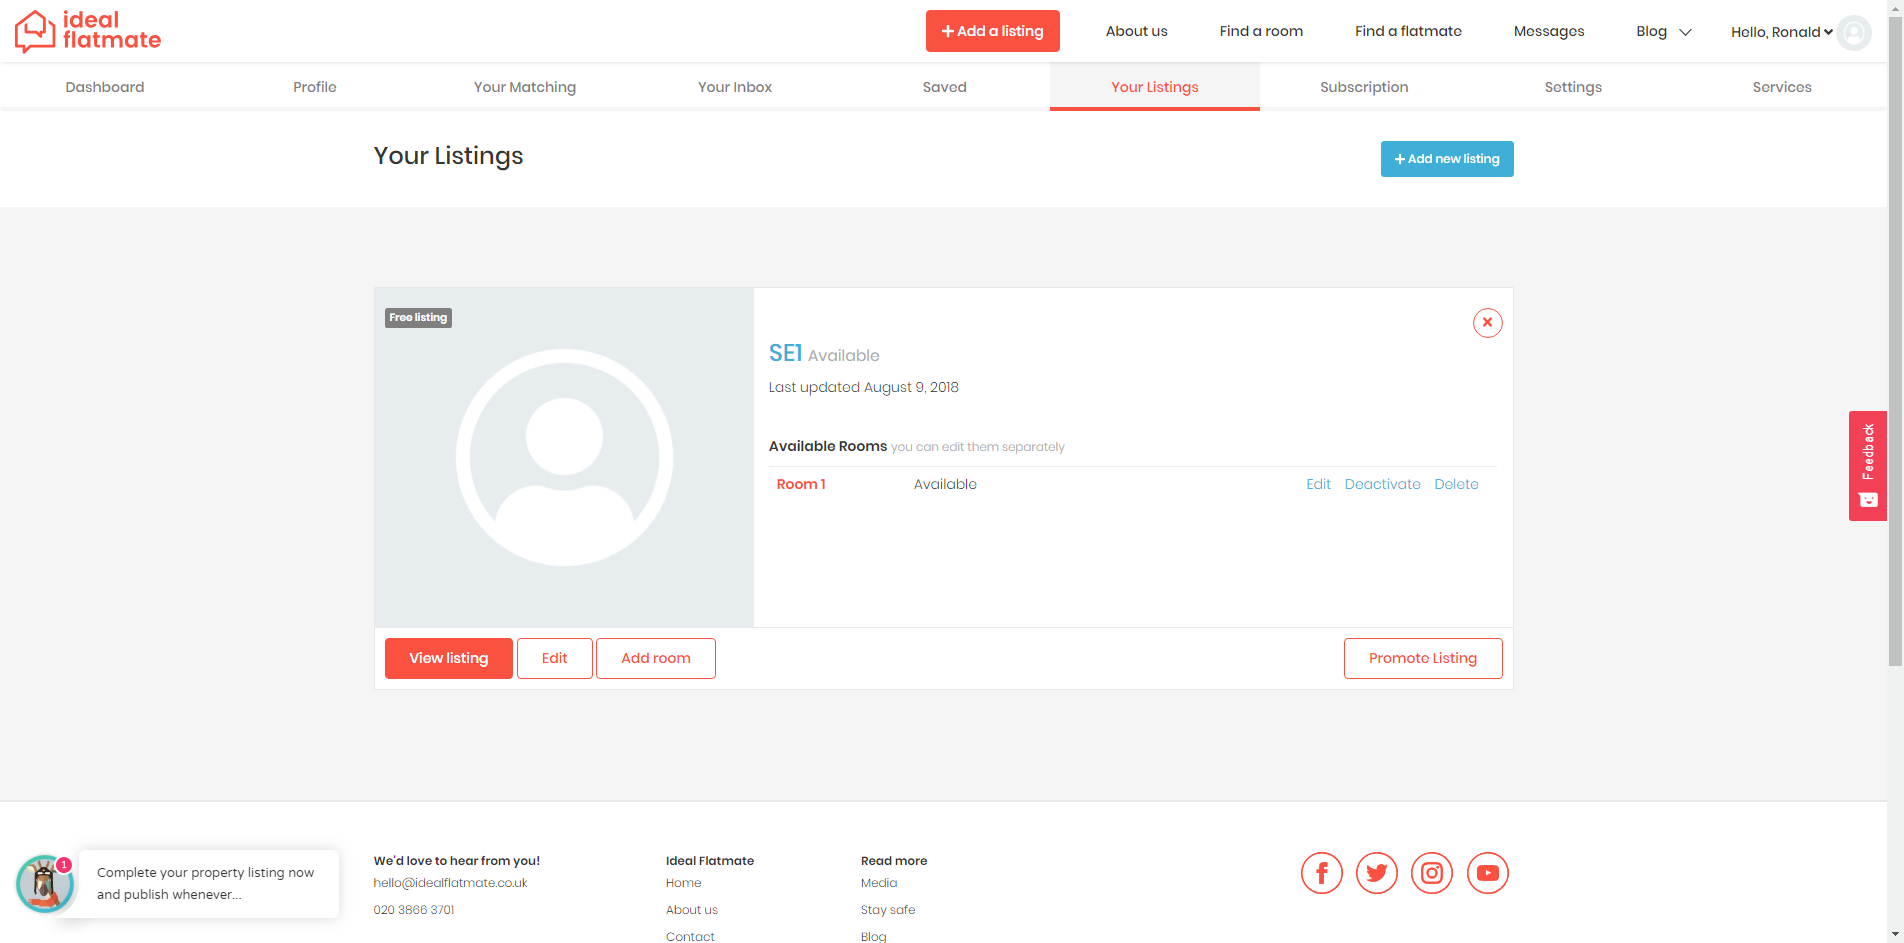 ideal
flatmate
Add a listing
About us
Find a room
Find a flatmate
Messages
Blog
Hello, Ronald
Dashboard
Profile
Your Matching
Your Inbox
Saved
Your Listings
Subscription
Settings
Services
Your Listings
Add new listing
Free listing
SE1 Available
Last updated August 9, 2018
Available Rooms you can edit them separately
Room 1
Available
Edit
Deactivate
Delete
View listing
Edit
Add room
Promote Listing
Feedback
1
Complete your property listing now
and publish whenever...
We'd love to hear from you!
hello@idealflatmate.co.uk
020 3866 3701
Ideal Flatmate
Home
About us
Contact
Read more
Media
Stay safe
Blog